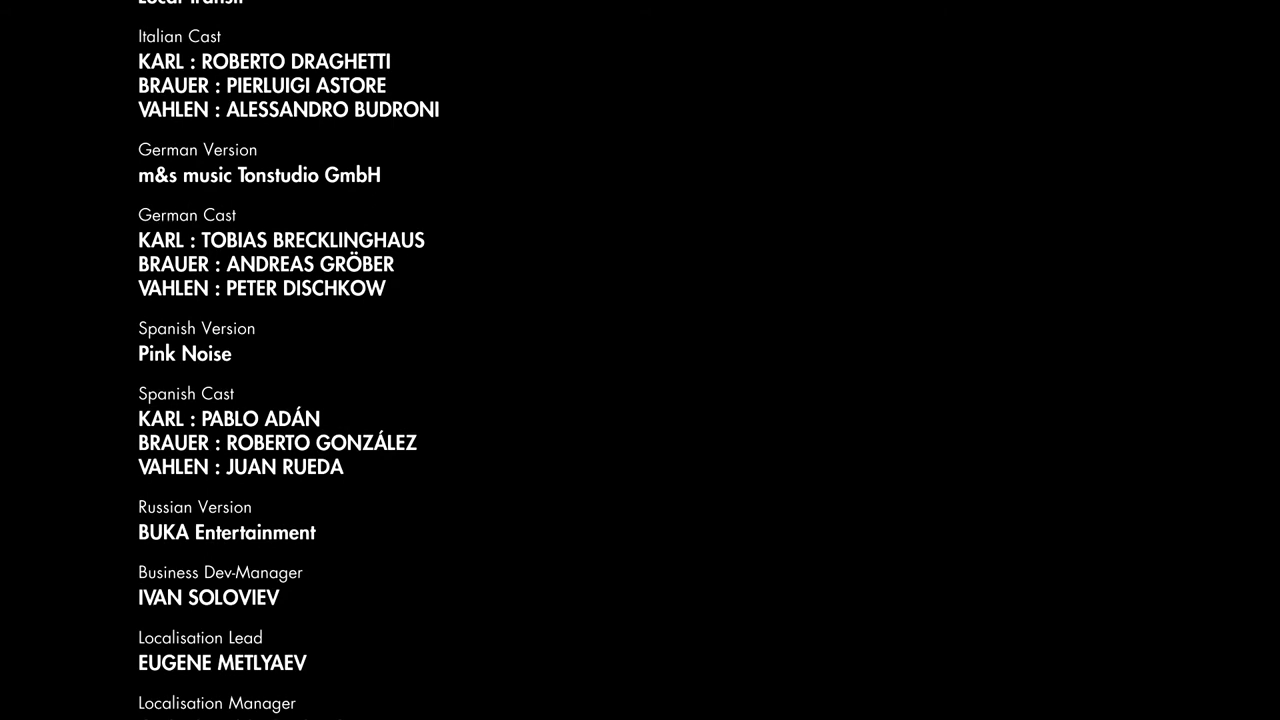 Local Transit
Italian Cast
KARL : ROBERTO DRAGHETTI
BRAUER : PIERLUIGI ASTORE
VAHLEN : ALESSANDRO BUDRONI
German Version
m&s music Tonstudio GmbH
German Cast
KARL : TOBIAS BRECKLINGHAUS
BRAUER : ANDREAS GRÖBER
VAHLEN : PETER DISCHKOW
Spanish Version
Pink Noise
Spanish Cast
KARL : PABLO ADÁN
BRAUER : ROBERTO GONZÁLEZ
VAHLEN : JUAN RUEDA
Russian Version
BUKA Entertainment
Business Dev-Manager
IVAN SOLOVIEV
Localisation Lead
EUGENE METLYAEV
Localisation Manager